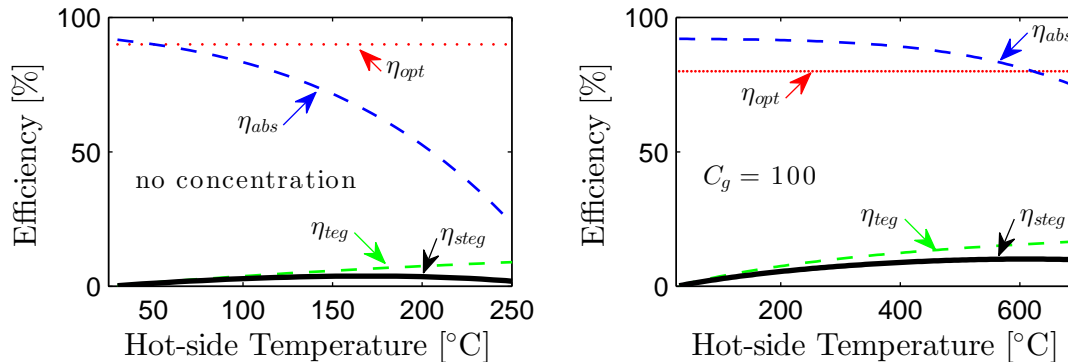 100
50
0
Efficiency [%]
η_opt
η_abs
no concentration
η_teg
η_steg
50 100 150 200 250
Hot-side Temperature [°C]
100
50
0
Efficiency [%]
η_abs
η_opt
C_g = 100
η_teg
η_steg
200 400 600
Hot-side Temperature [°C]